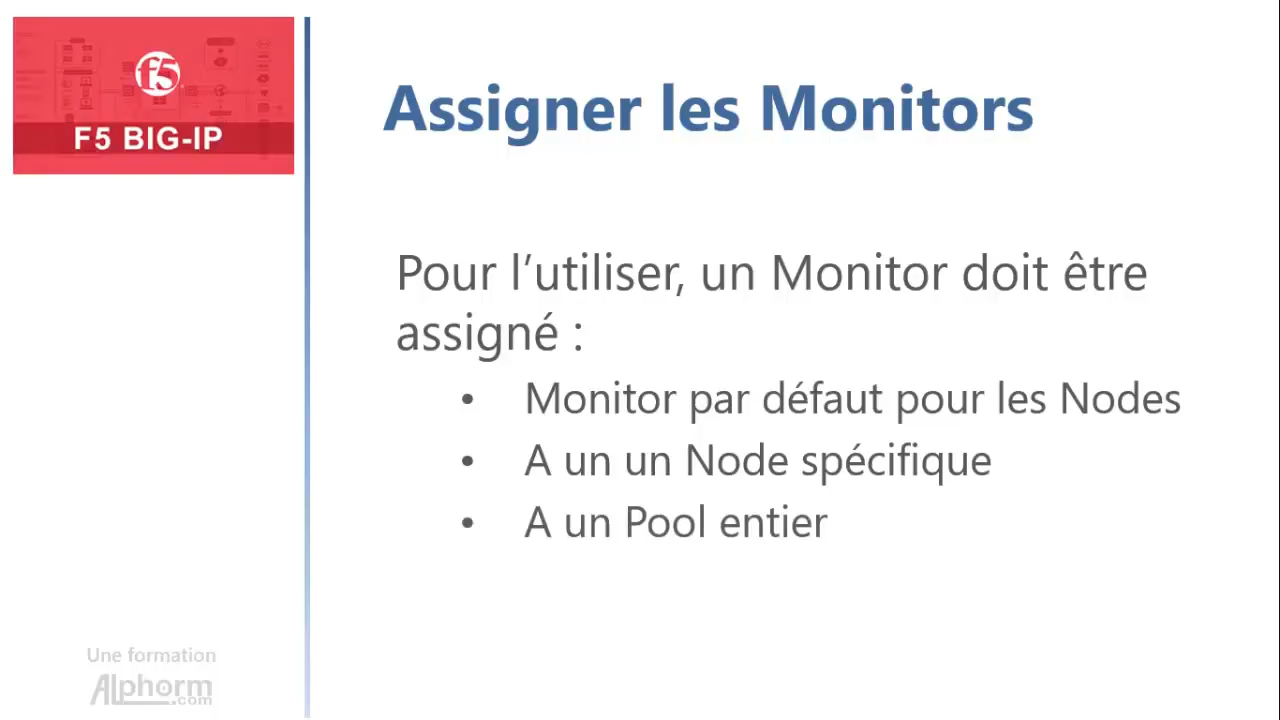 f5
F5 BIG-IP
Assigner les Monitors
Pour l’utiliser, un Monitor doit être
assigné :
• Monitor par défaut pour les Nodes
• A un un Node spécifique
• A un Pool entier
Une formation
Alphorm
.com